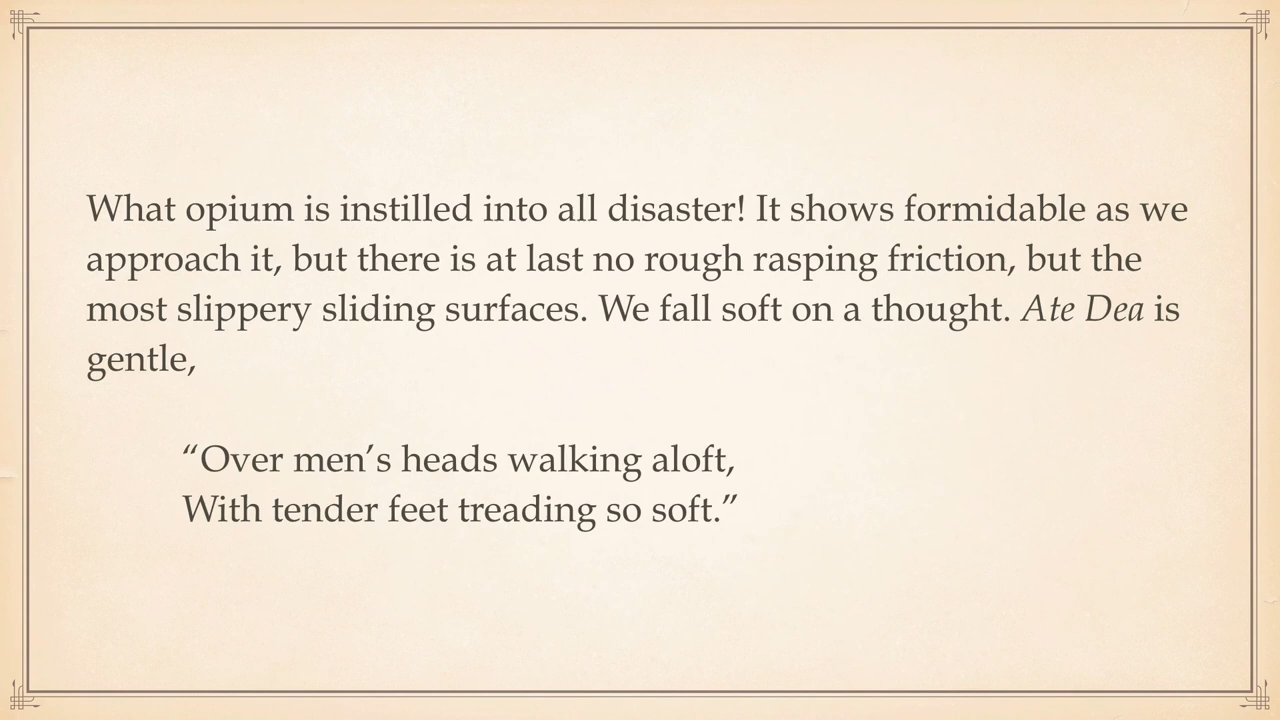 What opium is instilled into all disaster! It shows formidable as we
approach it, but there is at last no rough rasping friction, but the
most slippery sliding surfaces. We fall soft on a thought. Ate Dea is
gentle,
“Over men’s heads walking aloft,
With tender feet treading so soft.”